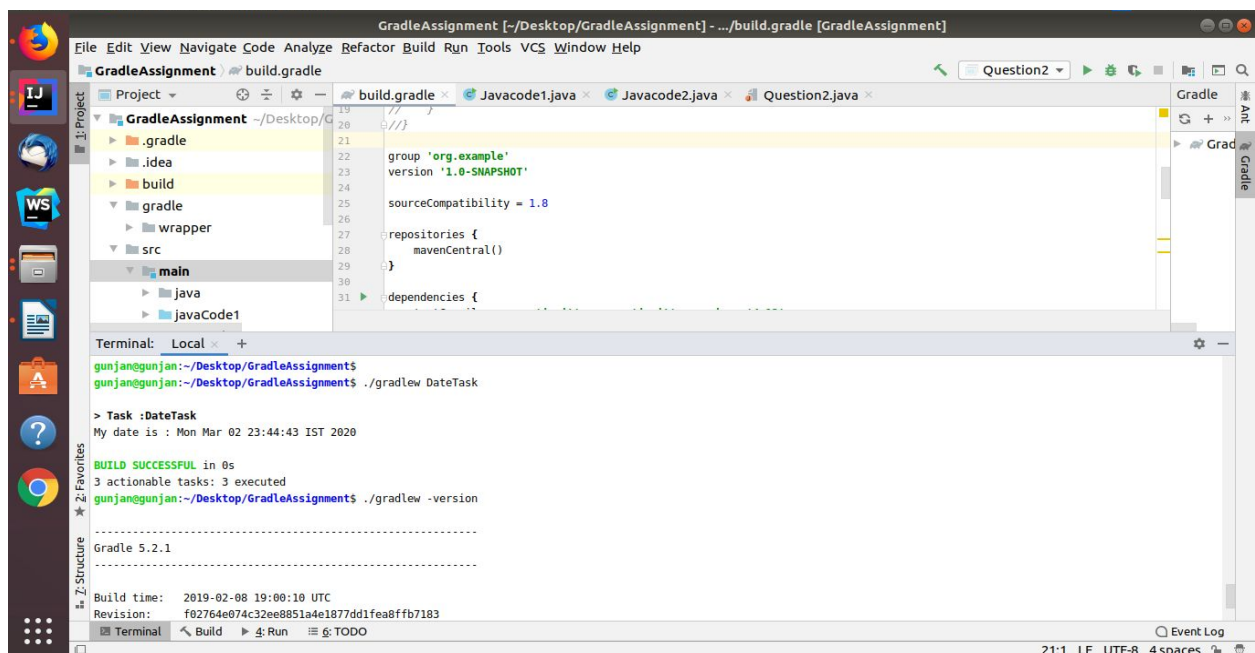 GradleAssignment [~/Desktop/GradleAssignment] - .../build.gradle [GradleAssignment]
File Edit View Navigate Code Analyze Refactor Build Run Tools VCS Window Help
GradleAssignment build.gradle
Question2
IJ
WS
1: Project
Project
build.gradle
Javacode1.java
Javacode2.java
Question2.java
Gradle
Ant
Gradle
GradleAssignment ~/Desktop/G
.gradle
.idea
build
gradle
wrapper
src
main
java
javaCode1
19 // }
20 //}
21
22 group 'org.example'
23 version '1.0-SNAPSHOT'
24
25 sourceCompatibility = 1.8
26
27 repositories {
28 mavenCentral()
29 }
30
31 dependencies {
Grad
Terminal: Local × +
gunjan@gunjan:~/Desktop/GradleAssignment$
gunjan@gunjan:~/Desktop/GradleAssignment$ ./gradlew DateTask
> Task :DateTask
My date is : Mon Mar 02 23:44:43 IST 2020
BUILD SUCCESSFUL in 0s
3 actionable tasks: 3 executed
gunjan@gunjan:~/Desktop/GradleAssignment$ ./gradlew -version
------------------------------------------------------------
Gradle 5.2.1
------------------------------------------------------------
Build time: 2019-02-08 19:00:10 UTC
Revision: f02764e074c32ee8851a4e1877dd1fea8ffb7183
2: Favorites
Z: Structure
Terminal Build 4: Run 6: TODO
Event Log
21:1 LF UTF-8 4 spaces